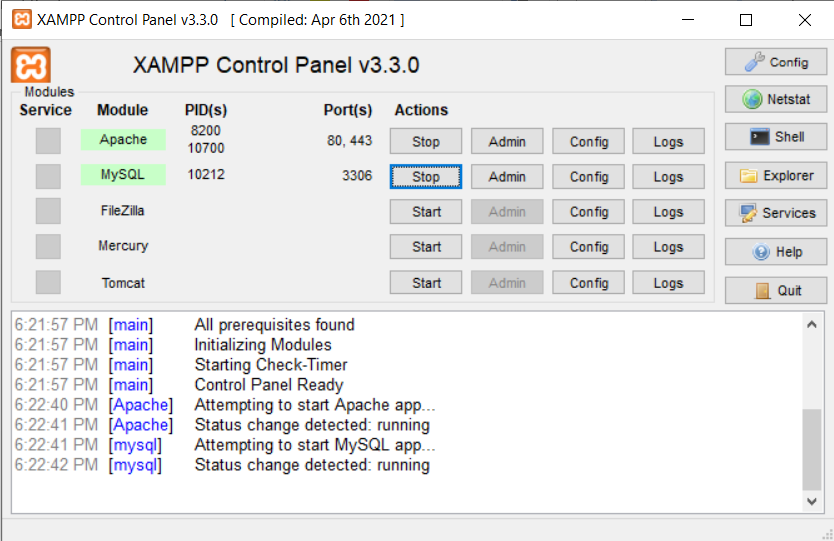 XAMPP Control Panel v3.3.0 [ Compiled: Apr 6th 2021 ]
XAMPP Control Panel v3.3.0
Config
Modules
Service Module PID(s) Port(s) Actions
Netstat
Apache 8200 10700 80, 443 Stop Admin Config Logs
Shell
MySQL 10212 3306 Stop Admin Config Logs
Explorer
FileZilla Start Admin Config Logs
Services
Mercury Start Admin Config Logs
Help
Tomcat Start Admin Config Logs
Quit
6:21:57 PM [main] All prerequisites found
6:21:57 PM [main] Initializing Modules
6:21:57 PM [main] Starting Check-Timer
6:21:57 PM [main] Control Panel Ready
6:22:40 PM [Apache] Attempting to start Apache app...
6:22:41 PM [Apache] Status change detected: running
6:22:41 PM [mysql] Attempting to start MySQL app...
6:22:42 PM [mysql] Status change detected: running